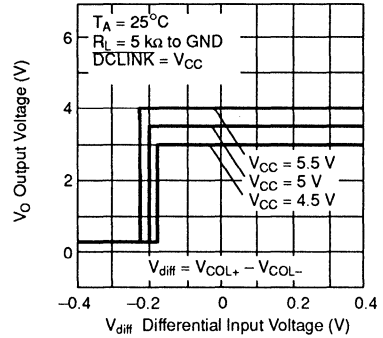 T_A = 25°C
R_L = 5 kΩ to GND
D̅C̅L̅I̅N̅K̅ = V_CC
6
4
2
0
V_O Output Voltage (V)
V_CC = 5.5 V
V_CC = 5 V
V_CC = 4.5 V
V_diff = V_COL+ – V_COL–
–0.4 –0.2 0 0.2 0.4
V_diff Differential Input Voltage (V)